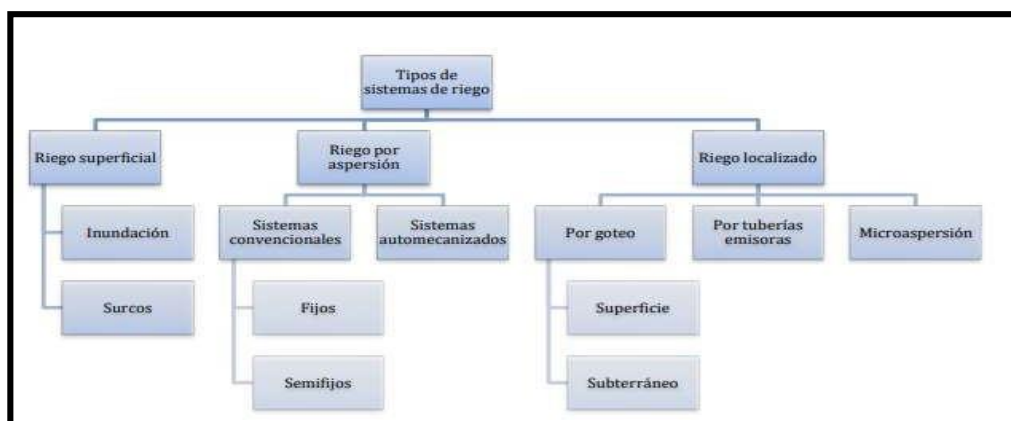 Tipos de
sistemas de riego
Riego superficial
Riego por
aspersión
Riego localizado
Inundación
Sistemas
convencionales
Sistemas
automecanizados
Por goteo
Por tuberías
emisoras
Microaspersión
Surcos
Fijos
Superficie
Semifijos
Subterráneo